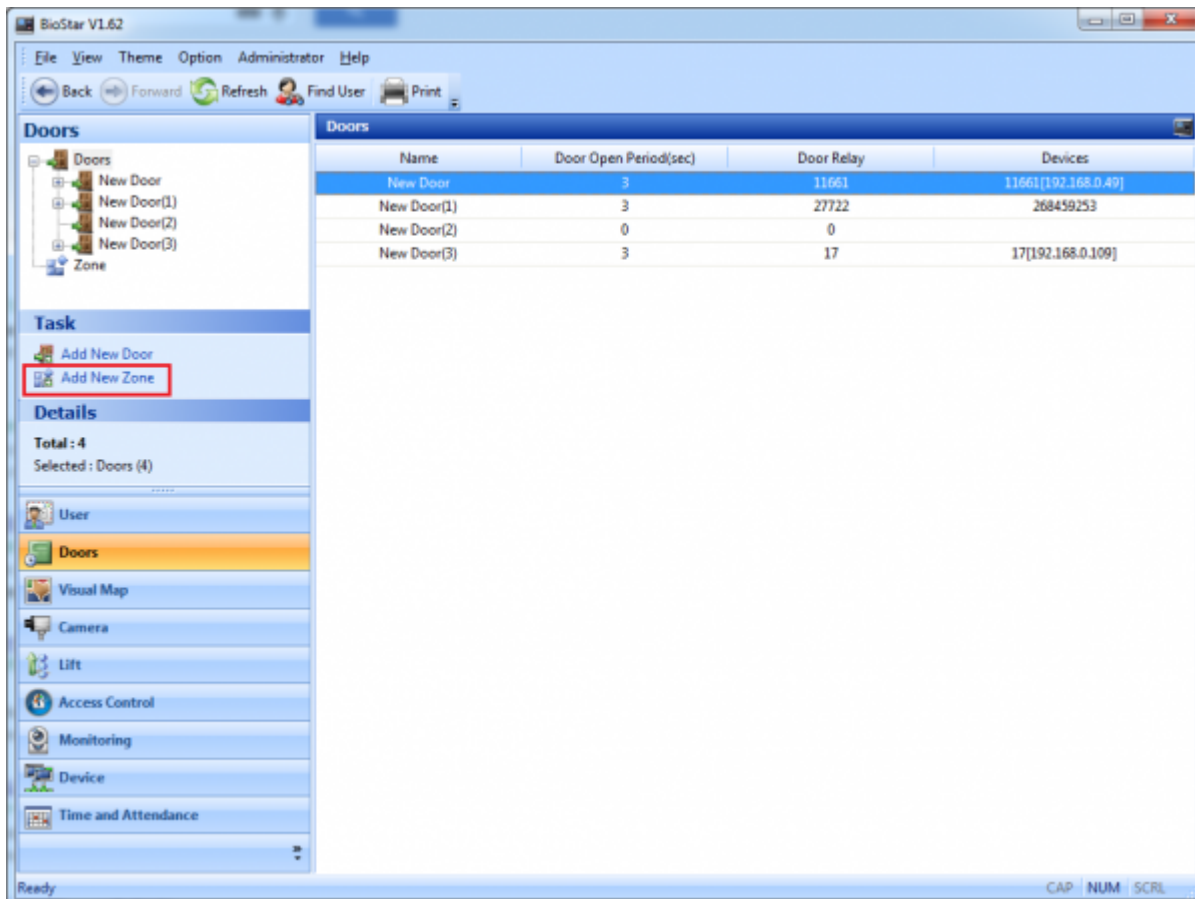 BioStar V1.62
File View Theme Option Administrator Help
Back Forward Refresh Find User Print
Doors
Doors
New Door
New Door(1)
New Door(2)
New Door(3)
Zone
Task
Add New Door
Add New Zone
Details
Total : 4
Selected : Doors (4)
User
Doors
Visual Map
Camera
Lift
Access Control
Monitoring
Device
Time and Attendance
Doors
Name Door Open Period(sec) Door Relay Devices
New Door 3 11661 11661[192.168.0.49]
New Door(1) 3 27722 268459253
New Door(2) 0 0
New Door(3) 3 17 17[192.168.0.109]
Ready CAP NUM SCRL